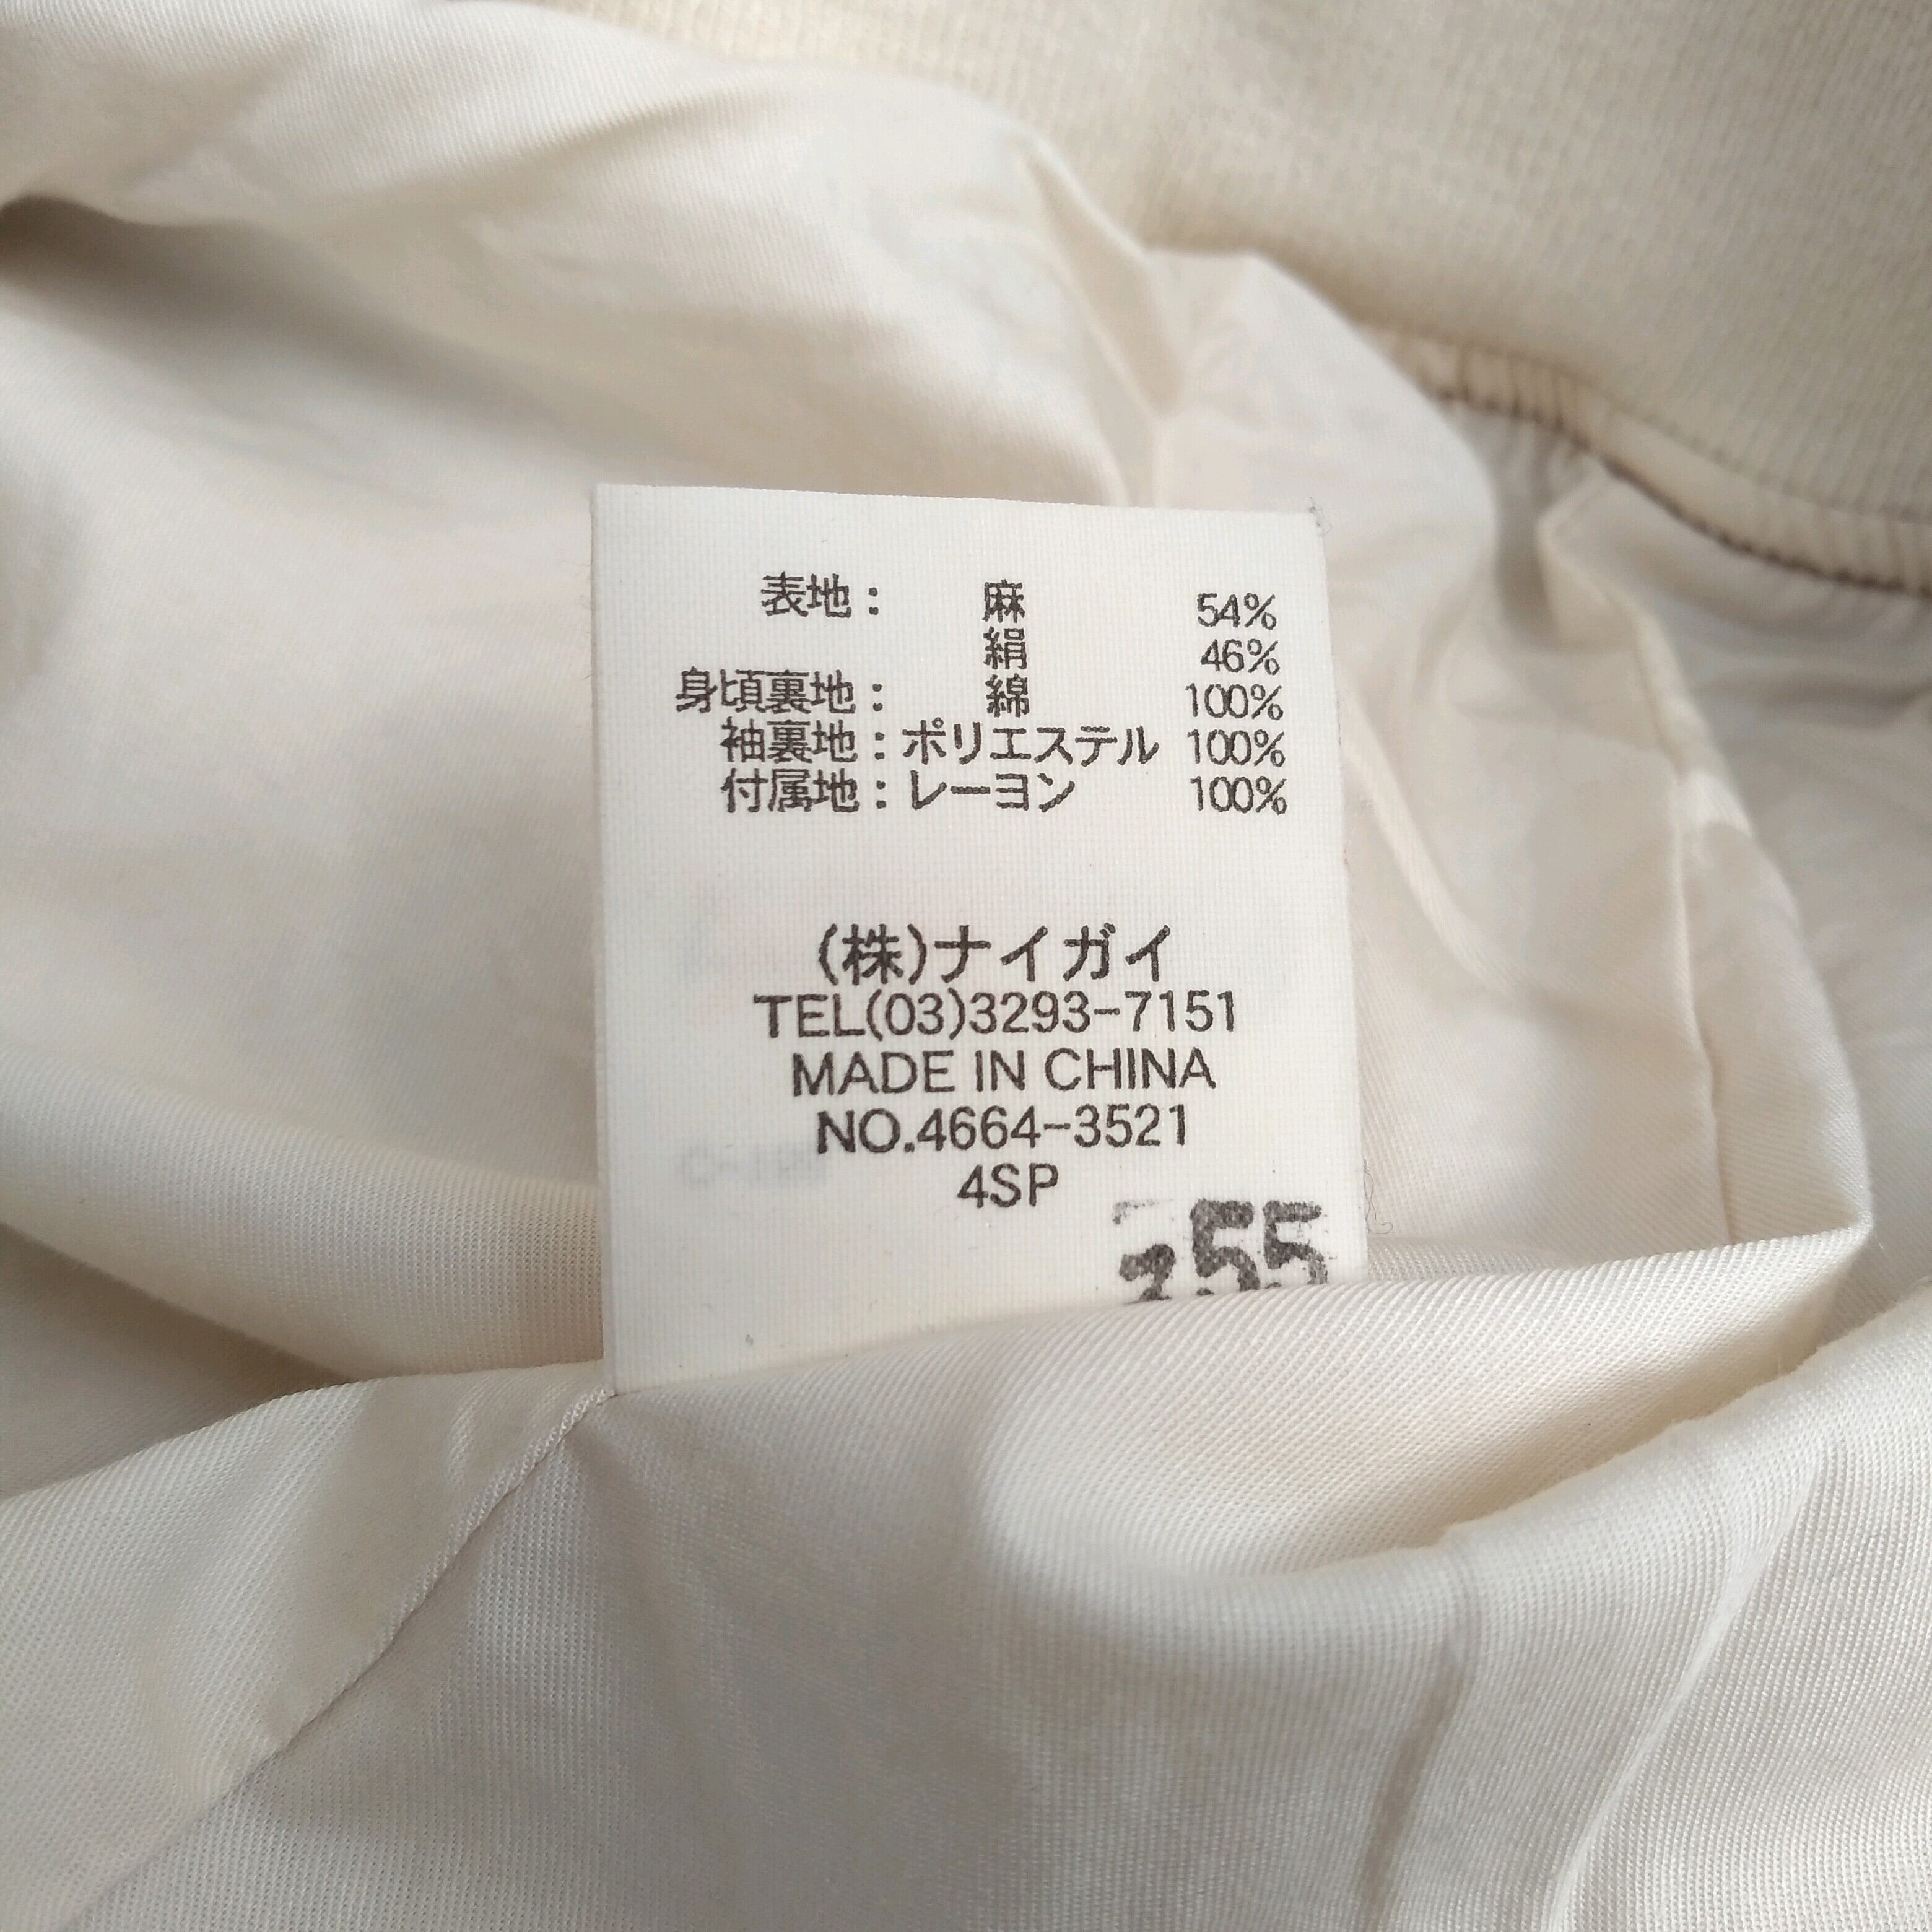 表地: 麻 54%
絹 46%
身頃裏地: 綿 100%
袖裏地:ポリエステル 100%
付属地:レーヨン 100%
(株)ナイガイ
TEL(03)3293-7151
MADE IN CHINA
NO.4664-3521
4SP